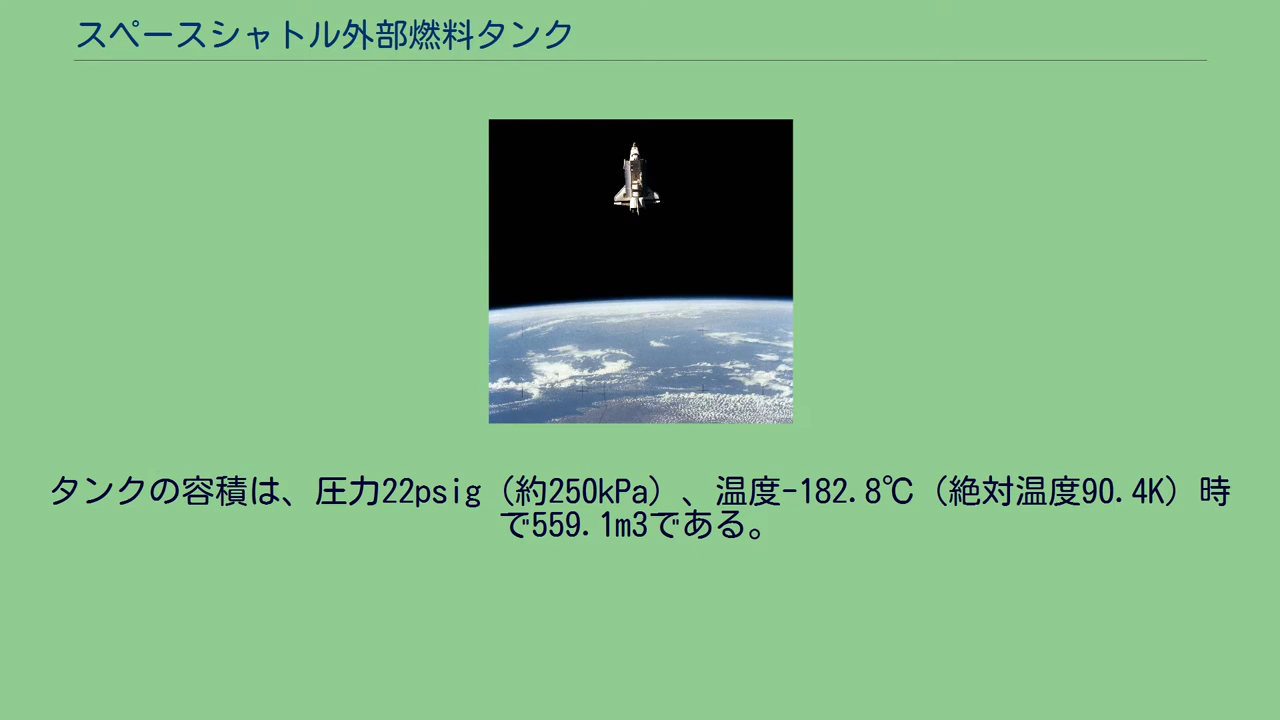 スペースシャトル外部燃料タンク
タンクの容積は、圧力22psig（約250kPa）、温度-182.8℃（絶対温度90.4K）時
で559.1m3である。